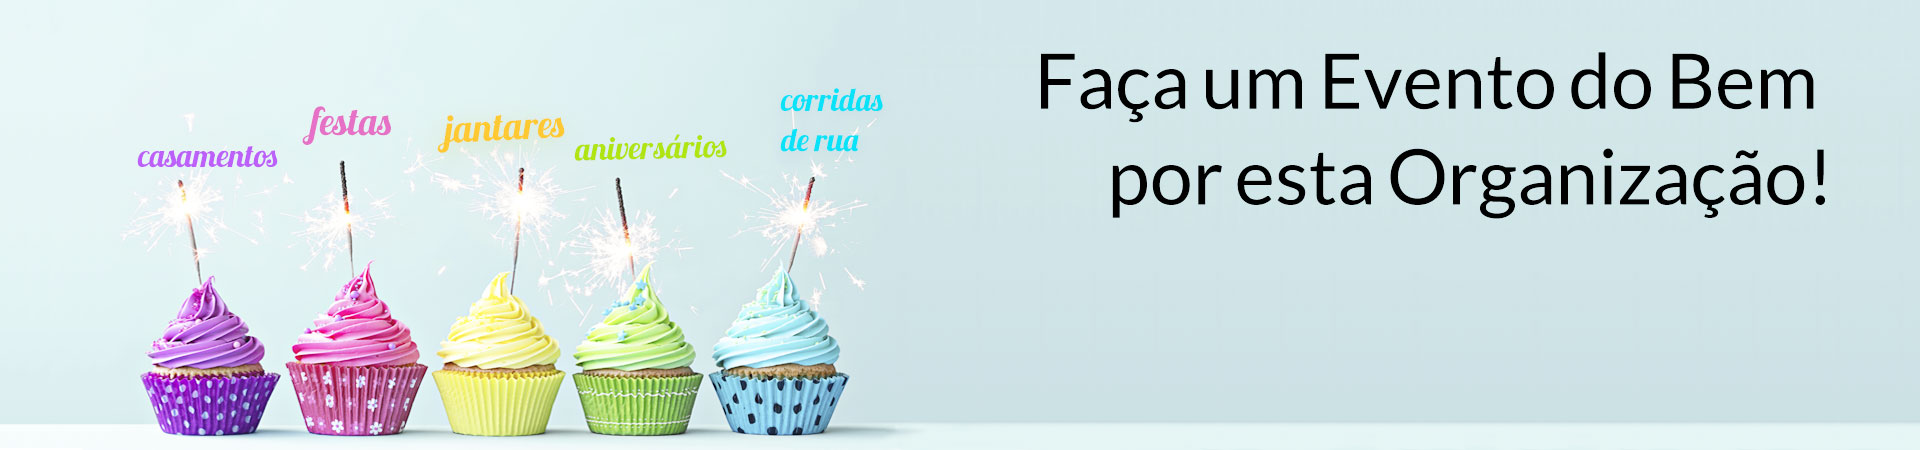 casamentos
festas
jantares
aniversários
corridas
de rua
Faça um Evento do Bem
por esta Organização!